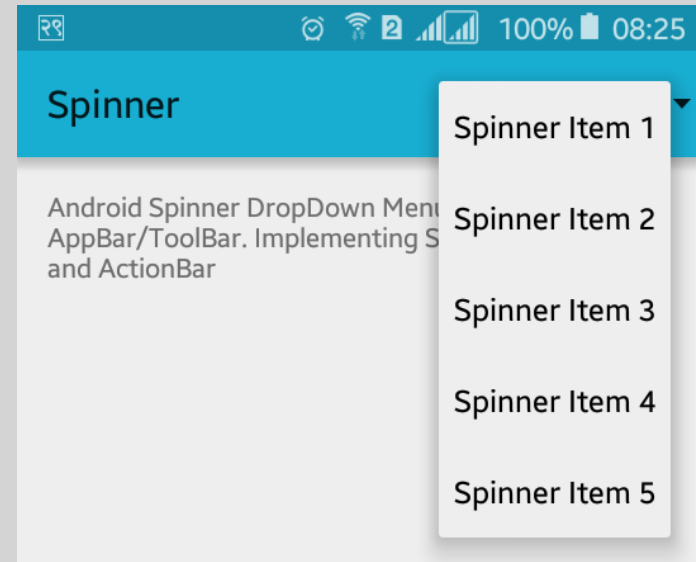 २९ 2 100% 08:25
Spinner
Spinner Item 1
Spinner Item 2
Spinner Item 3
Spinner Item 4
Spinner Item 5
Android Spinner DropDown Menu
AppBar/ToolBar. Implementing S
and ActionBar